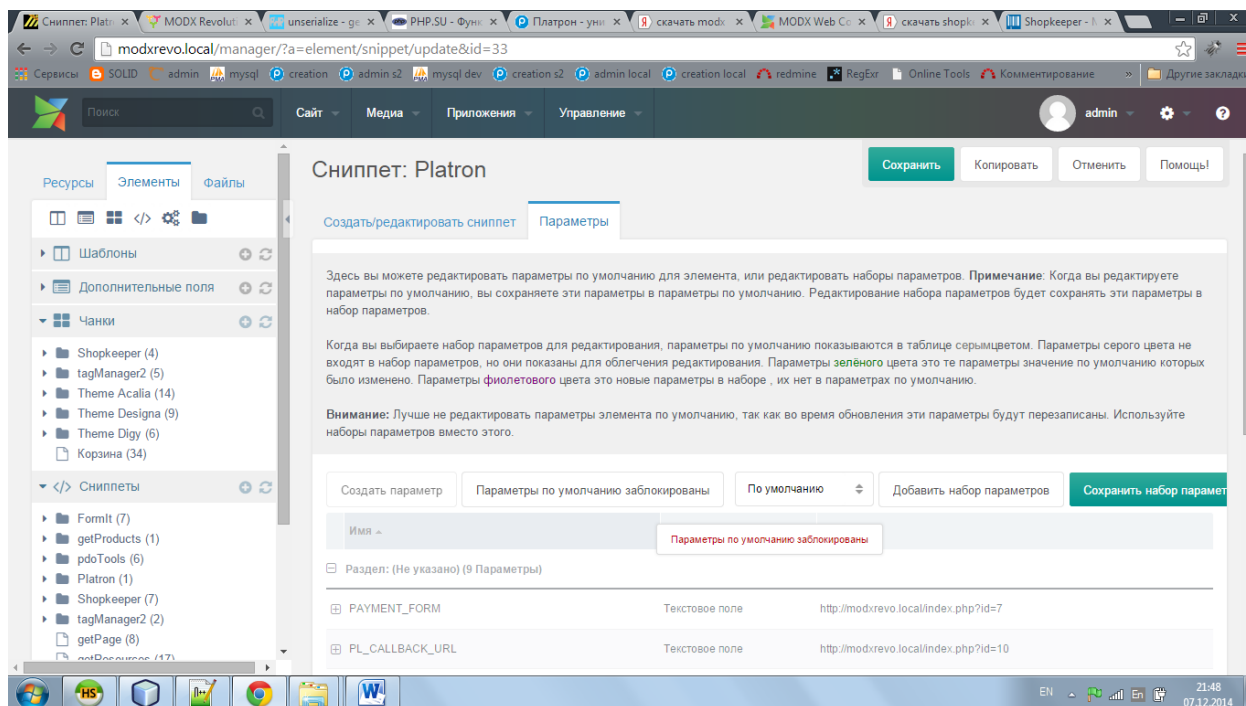 Сниппет: Platr
MODX Revoluti
unserialize - ge
PHP.SU - Функ
Платрон - уни
скачать modx
MODX Web Co
скачать shopke
Shopkeeper - M
modxrevo.local/manager/?a=element/snippet/update&id=33
Сервисы SOLID admin mysql creation admin s2 mysql dev creation s2 admin local creation local redmine RegExr Online Tools Комментирование » Другие закладки
Поиск Сайт Медиа Приложения Управление admin
Ресурсы Элементы Файлы
Шаблоны
Дополнительные поля
Чанки
Shopkeeper (4)
tagManager2 (5)
Theme Acalia (14)
Theme Designa (9)
Theme Digy (6)
Корзина (34)
Сниппеты
FormIt (7)
getProducts (1)
pdoTools (6)
Platron (1)
Shopkeeper (7)
tagManager2 (2)
getPage (8)
getResources (17)
Сниппет: Platron
Сохранить Копировать Отменить Помощь!
Создать/редактировать сниппет Параметры
Здесь вы можете редактировать параметры по умолчанию для элемента, или редактировать наборы параметров. Примечание: Когда вы редактируете
параметры по умолчанию, вы сохраняете эти параметры в параметры по умолчанию. Редактирование набора параметров будет сохранять эти параметры в
набор параметров.
Когда вы выбираете набор параметров для редактирования, параметры по умолчанию показываются в таблице серымцветом. Параметры серого цвета не
входят в набор параметров, но они показаны для облегчения редактирования. Параметры зелёного цвета это те параметры значение по умолчанию которых
было изменено. Параметры фиолетового цвета это новые параметры в наборе , их нет в параметрах по умолчанию.
Внимание: Лучше не редактировать параметры элемента по умолчанию, так как во время обновления эти параметры будут перезаписаны. Используйте
наборы параметров вместо этого.
Создать параметр Параметры по умолчанию заблокированы По умолчанию Добавить набор параметров Сохранить набор парамет
Имя
Параметры по умолчанию заблокированы
Раздел: (Не указано) (9 Параметры)
PAYMENT_FORM Текстовое поле http://modxrevo.local/index.php?id=7
PL_CALLBACK_URL Текстовое поле http://modxrevo.local/index.php?id=10
EN En 21:48
07.12.2014